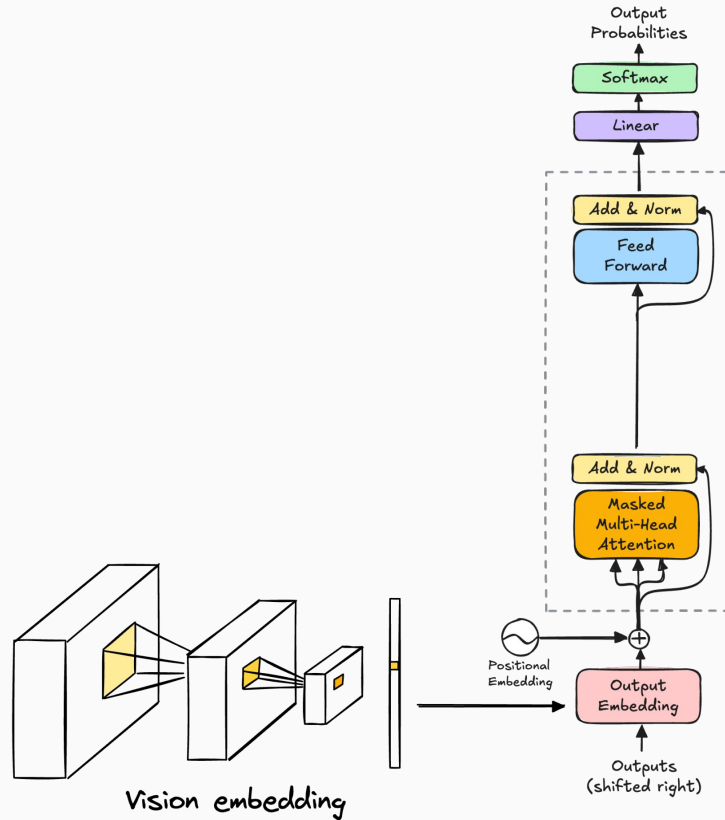 Output
Probabilities
Softmax
Linear
Add & Norm
Feed
Forward
Add & Norm
Masked
Multi-Head
Attention
Positional
Embedding
Output
Embedding
Outputs
(shifted right)
Vision embedding